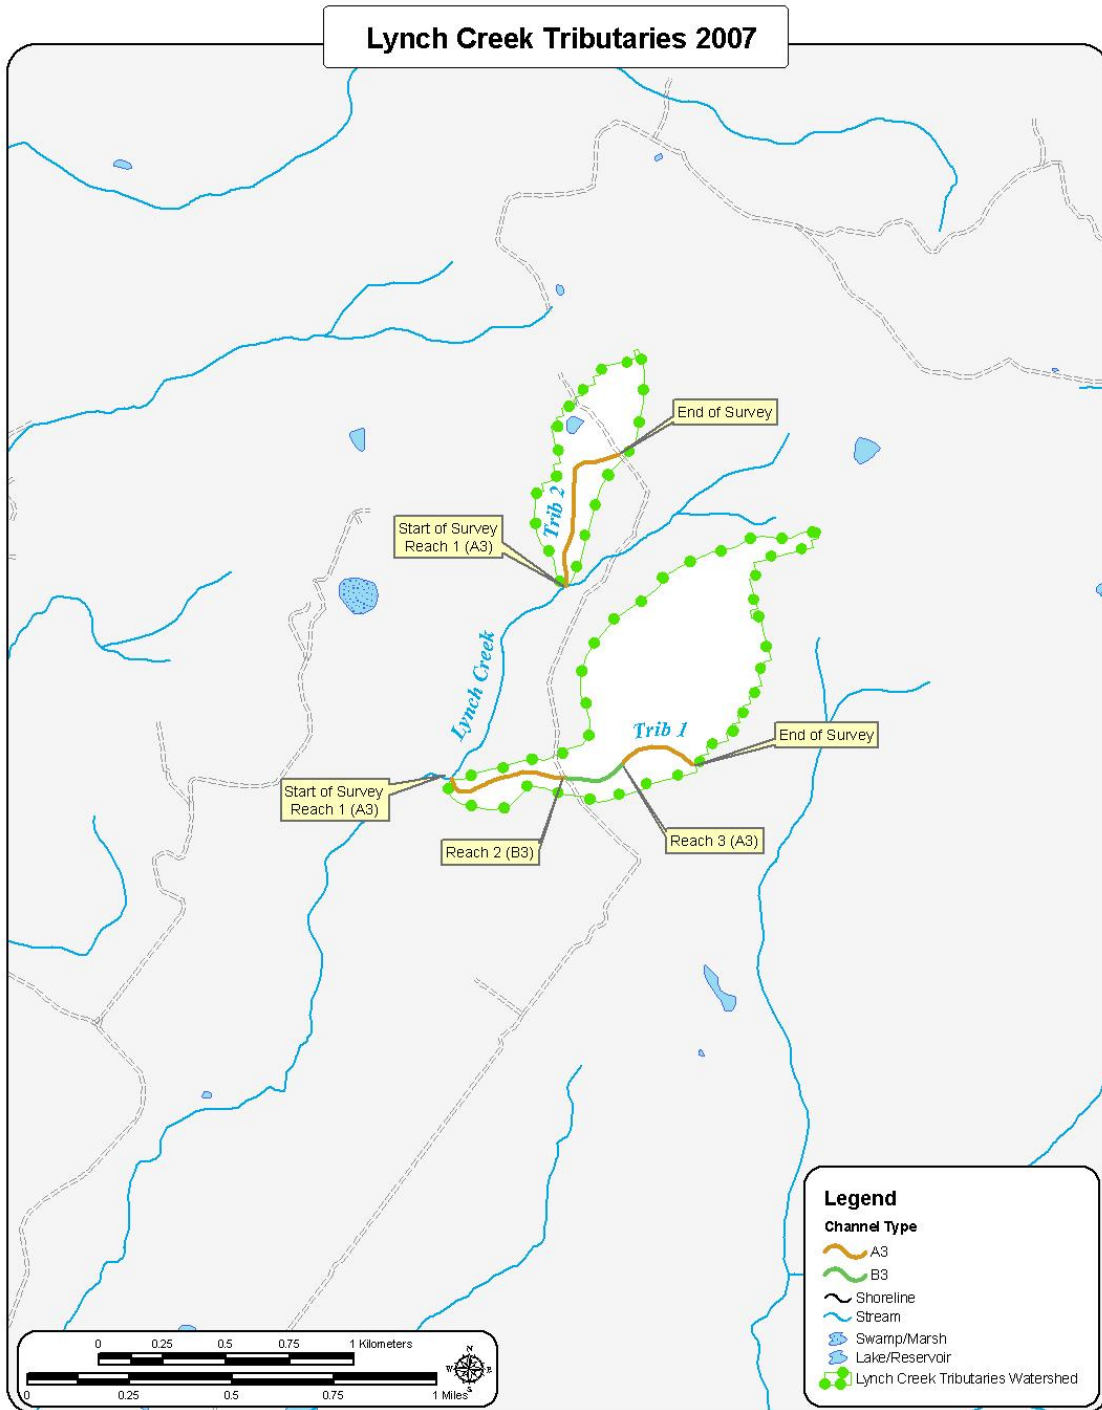 Lynch Creek Tributaries 2007
End of Survey
Trib 2
Start of Survey
Reach 1 (A3)
Lynch Creek
Trib 1
End of Survey
Start of Survey
Reach 1 (A3)
Reach 2 (B3)
Reach 3 (A3)
Legend
Channel Type
A3
B3
Shoreline
Stream
Swamp/Marsh
Lake/Reservoir
Lynch Creek Tributaries Watershed
0 0.25 0.5 0.75 1 Kilometers
0 0.25 0.5 0.75 1 Miles
N
W E
S